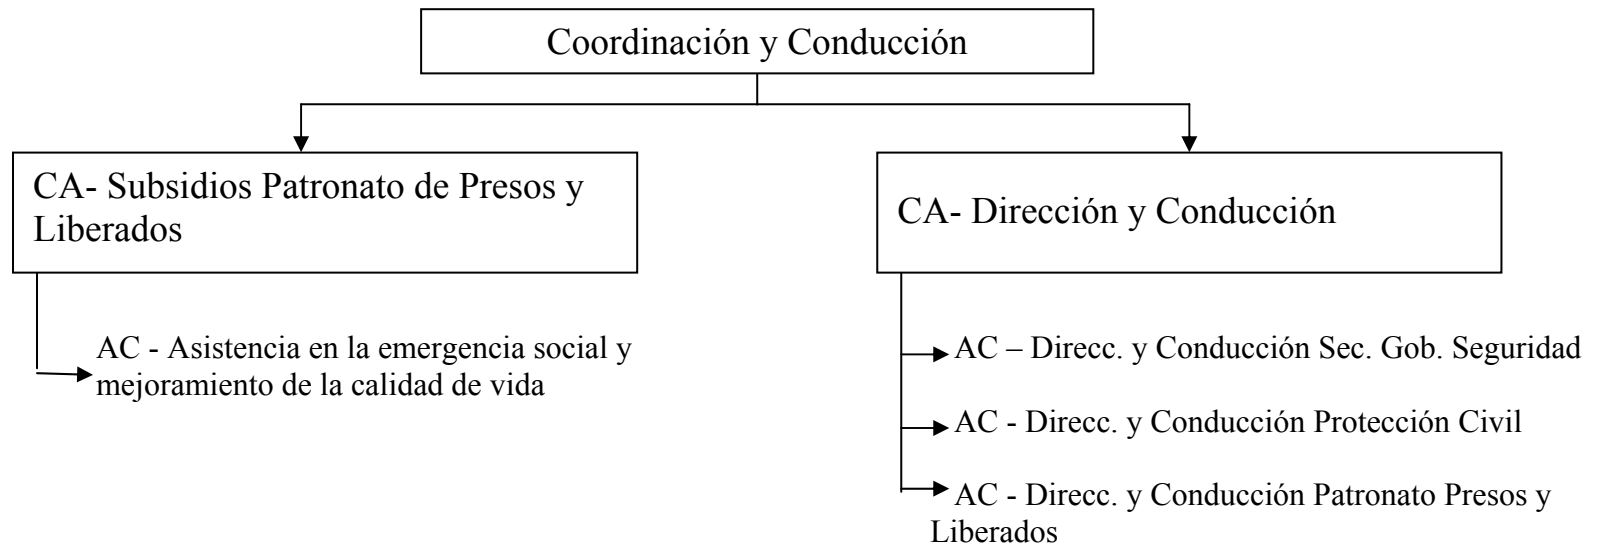 Coordinación y Conducción
CA- Subsidios Patronato de Presos y
Liberados
AC - Asistencia en la emergencia social y
mejoramiento de la calidad de vida
CA- Dirección y Conducción
AC – Direcc. y Conducción Sec. Gob. Seguridad
AC - Direcc. y Conducción Protección Civil
AC - Direcc. y Conducción Patronato Presos y
Liberados